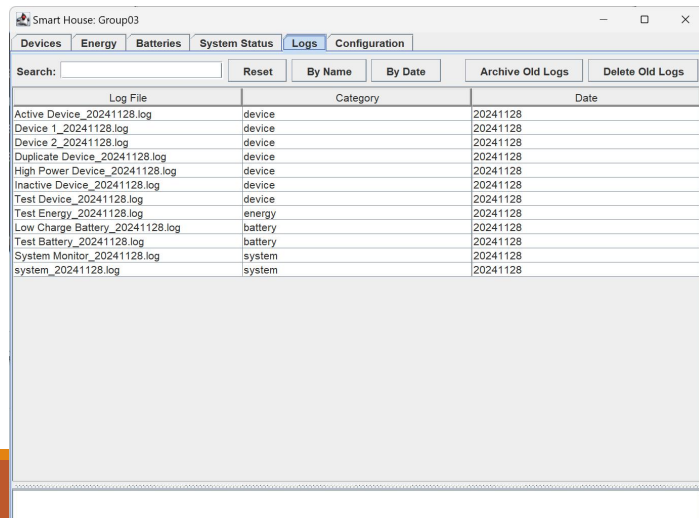 Smart House: Group03
Devices Energy Batteries System Status Logs Configuration
Search: Reset By Name By Date Archive Old Logs Delete Old Logs
Log File Category Date
Active Device_20241128.log device 20241128
Device 1_20241128.log device 20241128
Device 2_20241128.log device 20241128
Duplicate Device_20241128.log device 20241128
High Power Device_20241128.log device 20241128
Inactive Device_20241128.log device 20241128
Test Device_20241128.log device 20241128
Test Energy_20241128.log energy 20241128
Low Charge Battery_20241128.log battery 20241128
Test Battery_20241128.log battery 20241128
System Monitor_20241128.log system 20241128
system_20241128.log system 20241128